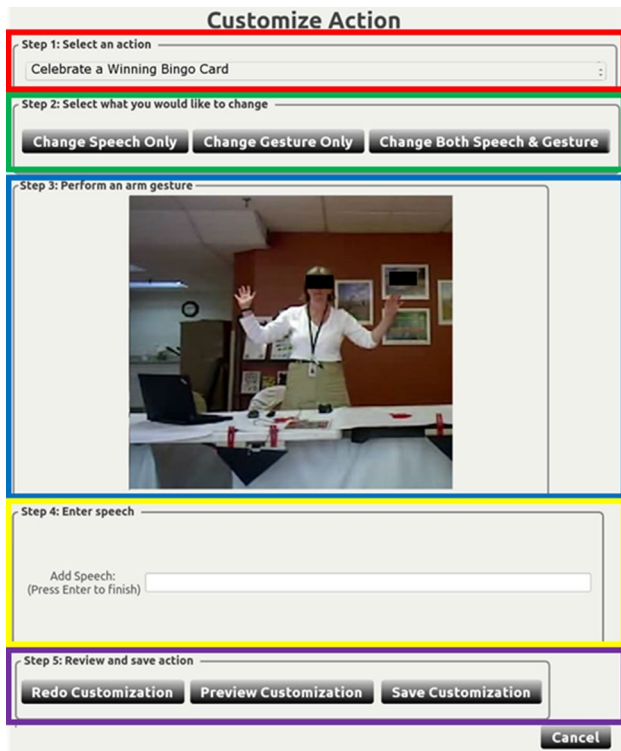 Customize Action
Step 1: Select an action
Celebrate a Winning Bingo Card
Step 2: Select what you would like to change
Change Speech Only Change Gesture Only Change Both Speech & Gesture
Step 3: Perform an arm gesture
Step 4: Enter speech
Add Speech:
(Press Enter to finish)
Step 5: Review and save action
Redo Customization Preview Customization Save Customization
Cancel